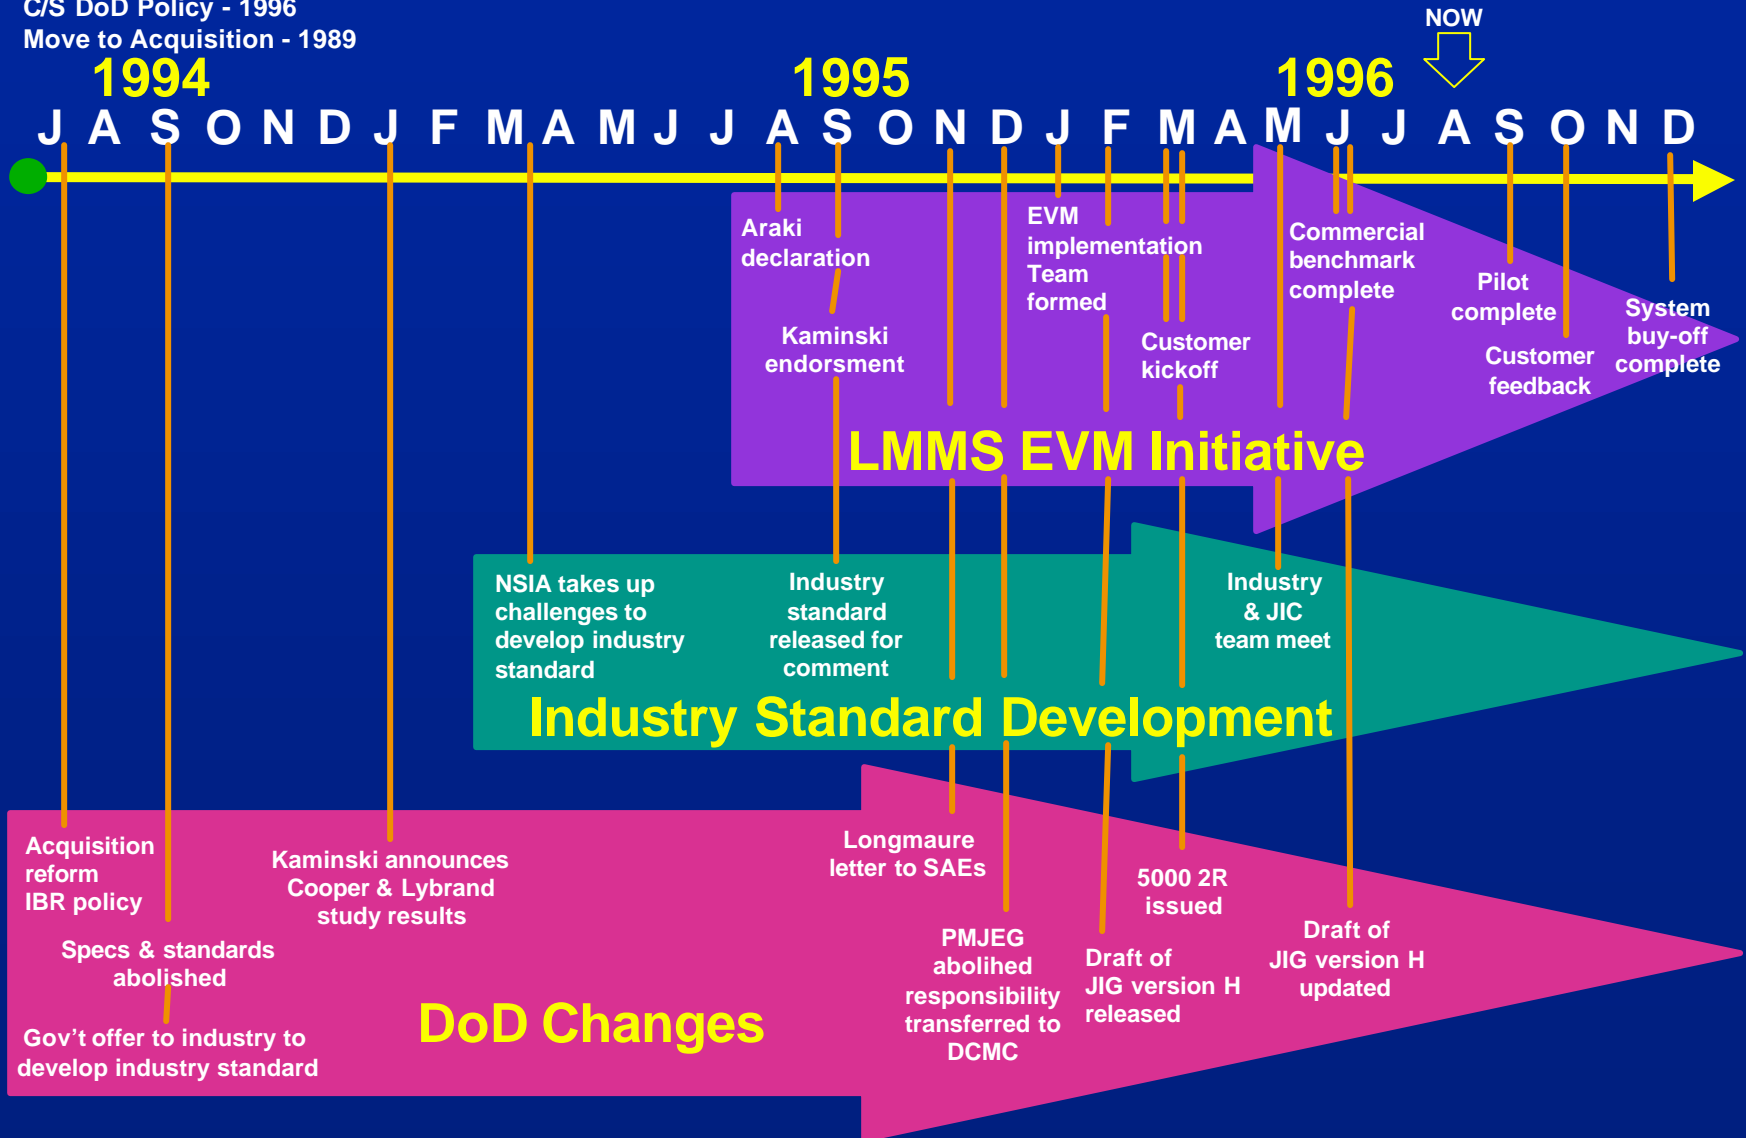 C/S DoD Policy - 1996
Move to Acquisition - 1989
NOW
1994
1995
1996
J A S O N D J F M A M J J A S O N D J F M A M J J A S O N D
Araki
declaration
Kaminski
endorsment
EVM
implementation
Team
formed
Customer
kickoff
Commercial
benchmark
complete
Pilot
complete
Customer
feedback
System
buy-off
complete
LMMS EVM Initiative
NSIA takes up
challenges to
develop industry
standard
Industry
standard
released for
comment
Industry
& JIC
team meet
Industry Standard Development
Acquisition
reform
IBR policy
Specs & standards
abolished
Gov’t offer to industry to
develop industry standard
Kaminski announces
Cooper & Lybrand
study results
Longmaure
letter to SAEs
PMJEG
abolihed
responsibility
transferred to
DCMC
Draft of
JIG version H
released
5000 2R
issued
Draft of
JIG version H
updated
DoD Changes